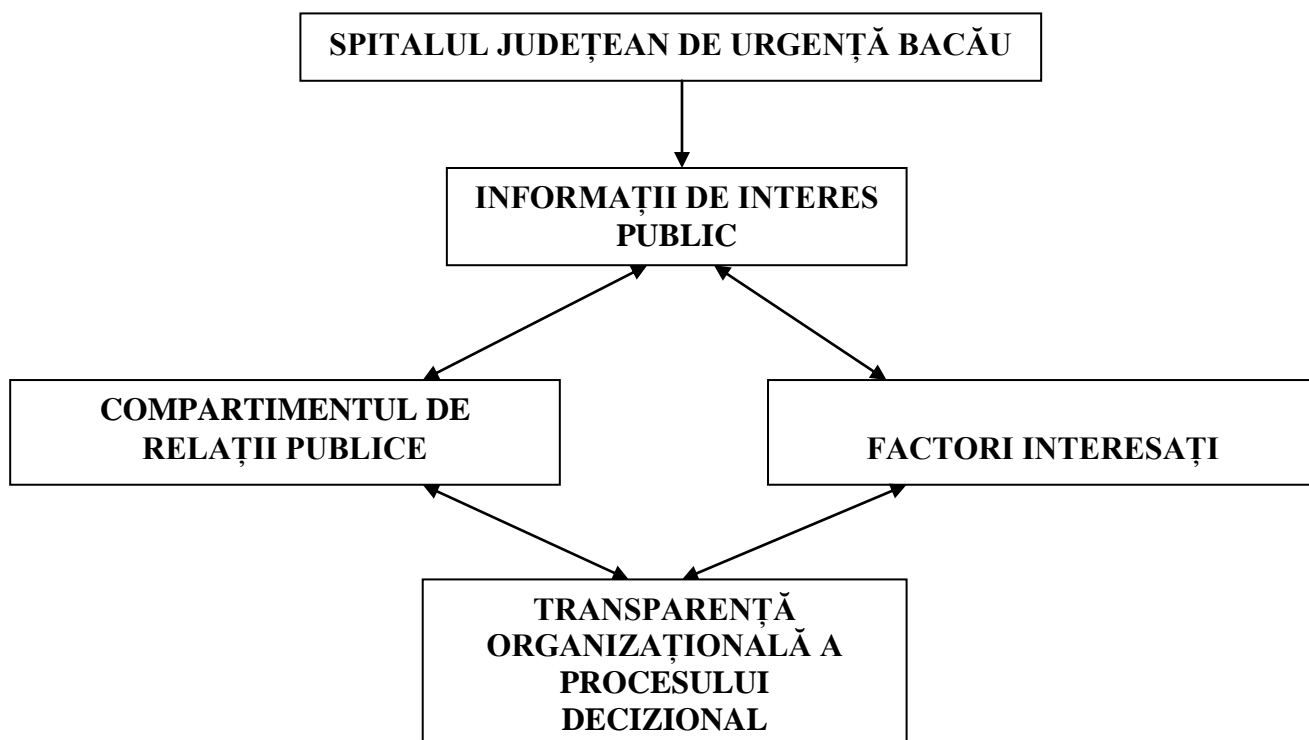 SPITALUL JUDEȚEAN DE URGENȚĂ BACĂU
INFORMAȚII DE INTERES
PUBLIC
COMPARTIMENTUL DE
RELAȚII PUBLICE
FACTORI INTERESAȚI
TRANSPARENȚĂ
ORGANIZAȚIONALĂ A
PROCESULUI
DECIZIONAL